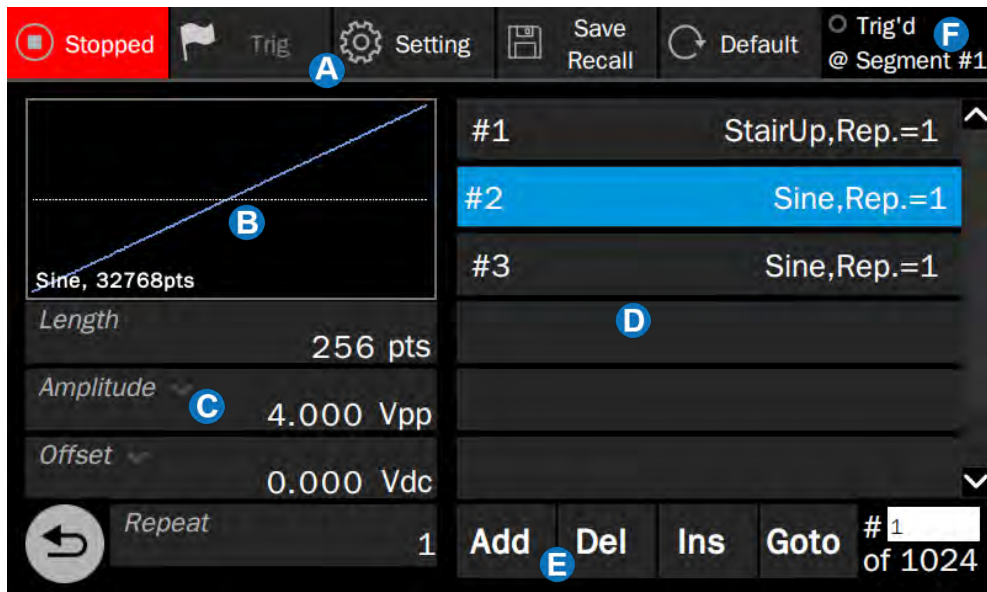 Stopped
Trig
Setting
Save
Recall
Default
Trig'd
@ Segment #1
A
F
B
Sine, 32768pts
#1 StairUp,Rep.=1
#2 Sine,Rep.=1
#3 Sine,Rep.=1
D
Length
256 pts
Amplitude
C
4.000 Vpp
Offset
0.000 Vdc
Repeat
1
Add Del Ins Goto
E
# 1
of 1024